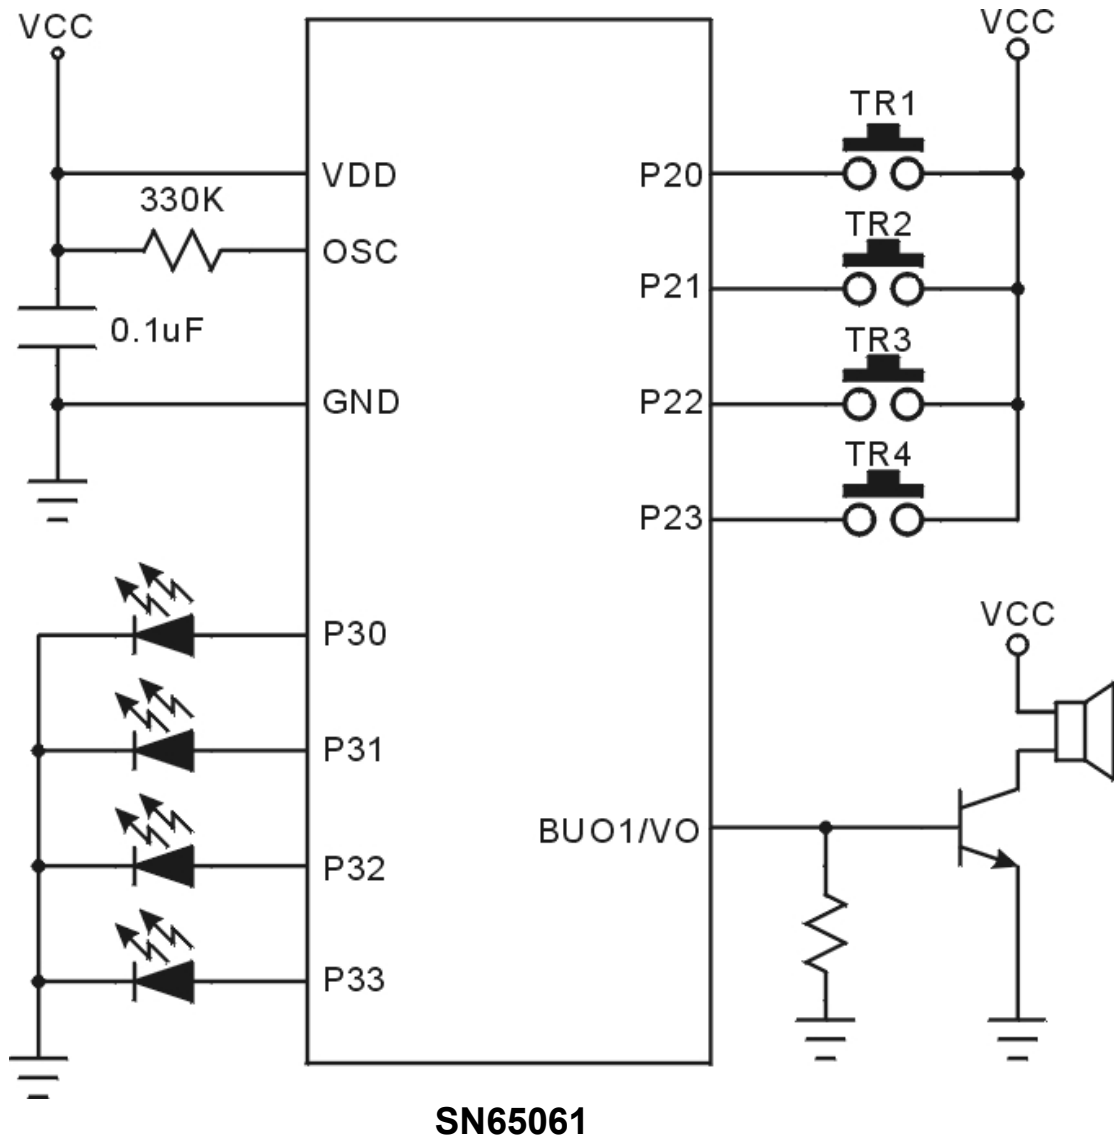 VCC
VCC
TR1
VDD
P20
330K
TR2
OSC
P21
0.1uF
TR3
GND
P22
TR4
P23
VCC
P30
P31
BUO1/VO
P32
P33
SN65061